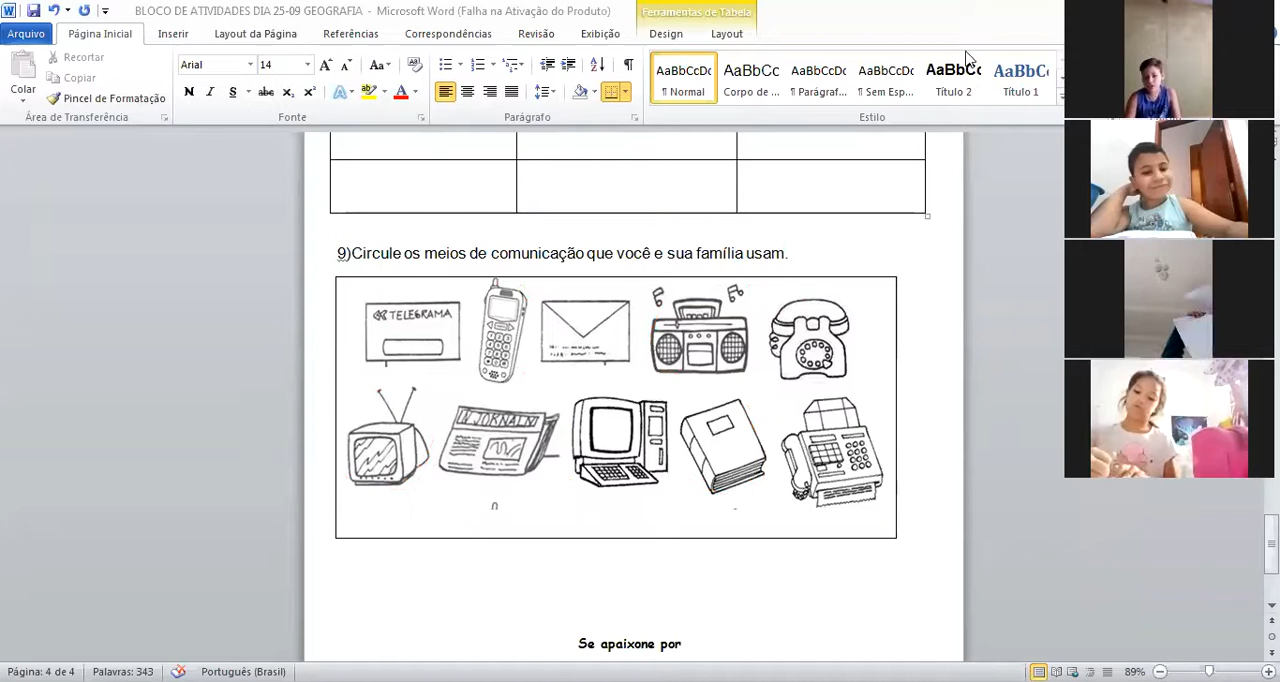 BLOCO DE ATIVIDADES DIA 25-09 GEOGRAFIA - Microsoft Word (Falha na Ativação do Produto)
Ferramentas de Tabela
Arquivo Página Inicial Inserir Layout da Página Referências Correspondências Revisão Exibição Design Layout
Recortar
Copiar
Pincel de Formatação
Colar
Arial 14
Aa
N I S abc x₂ x² A A
AaBbCcDc AaBbCc AaBbCcDc AaBbCcDc AaBbCc AaBbCc
¶ Normal Corpo de ... ¶ Parágraf... ¶ Sem Esp... Título 2 Título 1
Área de Transferência Fonte Parágrafo Estilo
9)Circule os meios de comunicação que você e sua família usam.
TELEGRAMA
JORNAL
Se apaixone por
Página: 4 de 4 Palavras: 343 Português (Brasil) 89%